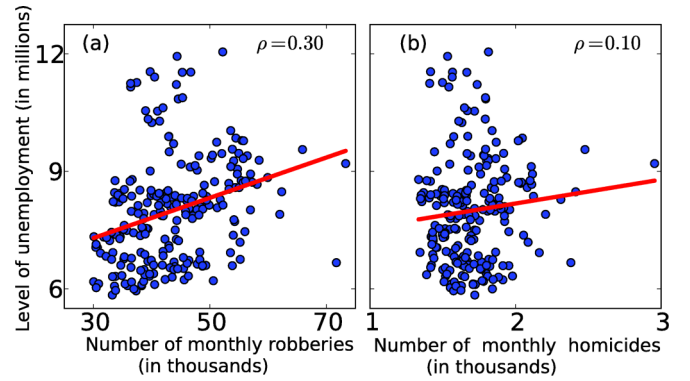 (a)
ρ=0.30
(b)
ρ=0.10
Level of unemployment (in millions)
12
9
6
30
50
70
1
2
3
Number of monthly robberies
(in thousands)
Number of monthly homicides
(in thousands)